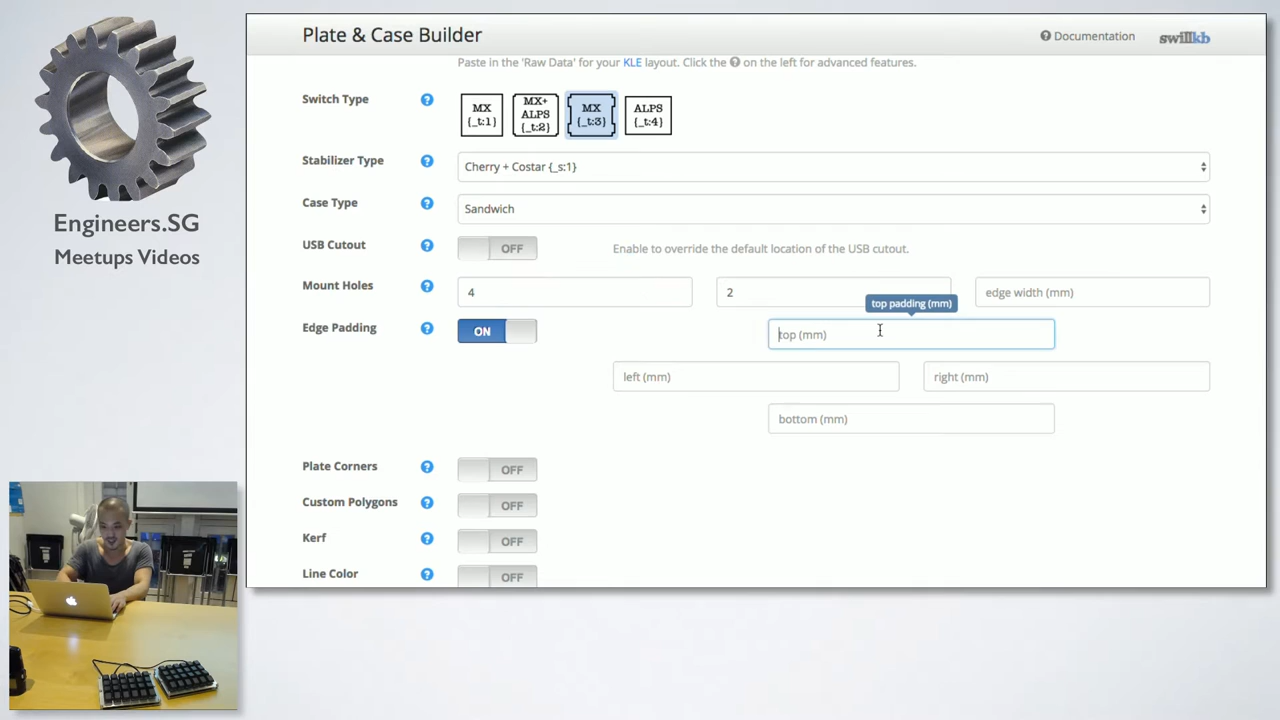 Plate & Case Builder
Documentation
swillkb
Paste in the 'Raw Data' for your KLE layout. Click the ? on the left for advanced features.
Switch Type ?
MX {_t:1}
MX+ ALPS {_t:2}
MX {_t:3}
ALPS {_t:4}
Stabilizer Type ? Cherry + Costar {_s:1}
Case Type ? Sandwich
USB Cutout ? OFF Enable to override the default location of the USB cutout.
Mount Holes ? 4 2 edge width (mm)
top padding (mm)
Edge Padding ? ON top (mm)
left (mm) right (mm)
bottom (mm)
Plate Corners ? OFF
Custom Polygons ? OFF
Kerf ? OFF
Line Color ? OFF
Engineers.SG
Meetups Videos